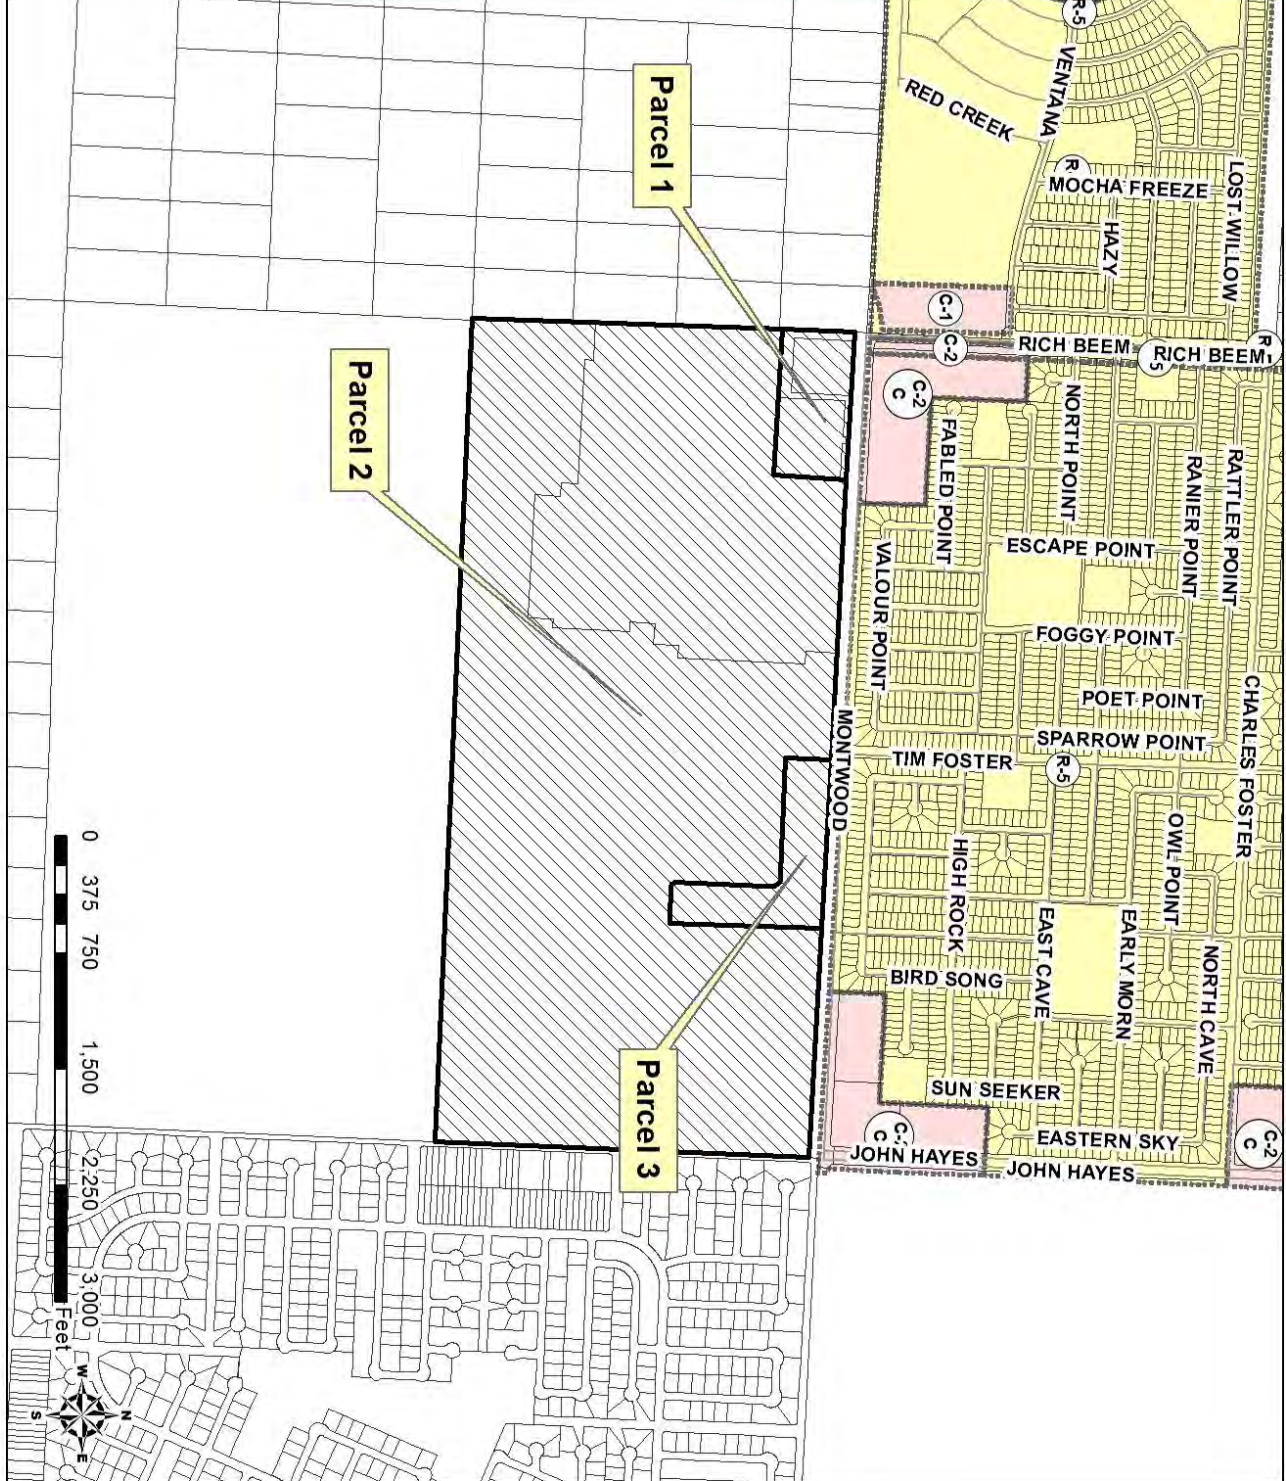 R-5
VENTANA
RED CREEK
MOCHA FREEZE
LOST WILLOW
HAZY
C-1
C-2
RICH BEEM
RICH BEEM
C-2
C
NORTH POINT
FABLED POINT
RATTLER POINT
RANIER POINT
ESCAPE POINT
VALOUR POINT
FOGGY POINT
POET POINT
CHARLES FOSTER
SPARROW POINT
MONTWOOD
TIM FOSTER
R-5
OWL POINT
HIGH ROCK
EAST CAVE
EARLY MORN
NORTH CAVE
BIRD SONG
SUN SEEKER
EASTERN SKY
JOHN HAYES
JOHN HAYES
C-2
C
Parcel 1
Parcel 2
Parcel 3
0 375 750 1,500 2,250 3,000
Feet
N
W
E
S